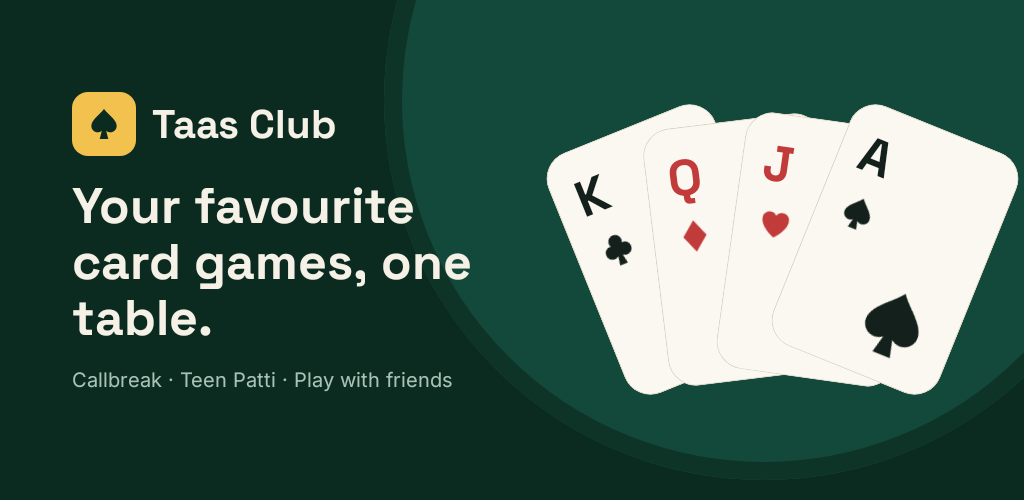 Taas Club
Your favourite
card games, one
table.
Callbreak · Teen Patti · Play with friends
K
Q
J
A